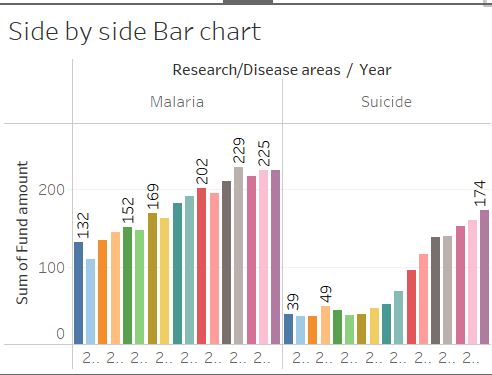 Side by side Bar chart
Research/Disease areas / Year
Malaria Suicide
Sum of Fund amount
200
100
0
132 152 169 202 229 225
39 49 174
2.. 2.. 2.. 2.. 2.. 2.. 2.. 2.. 2.. 2.. 2.. 2.. 2.. 2.. 2.. 2..